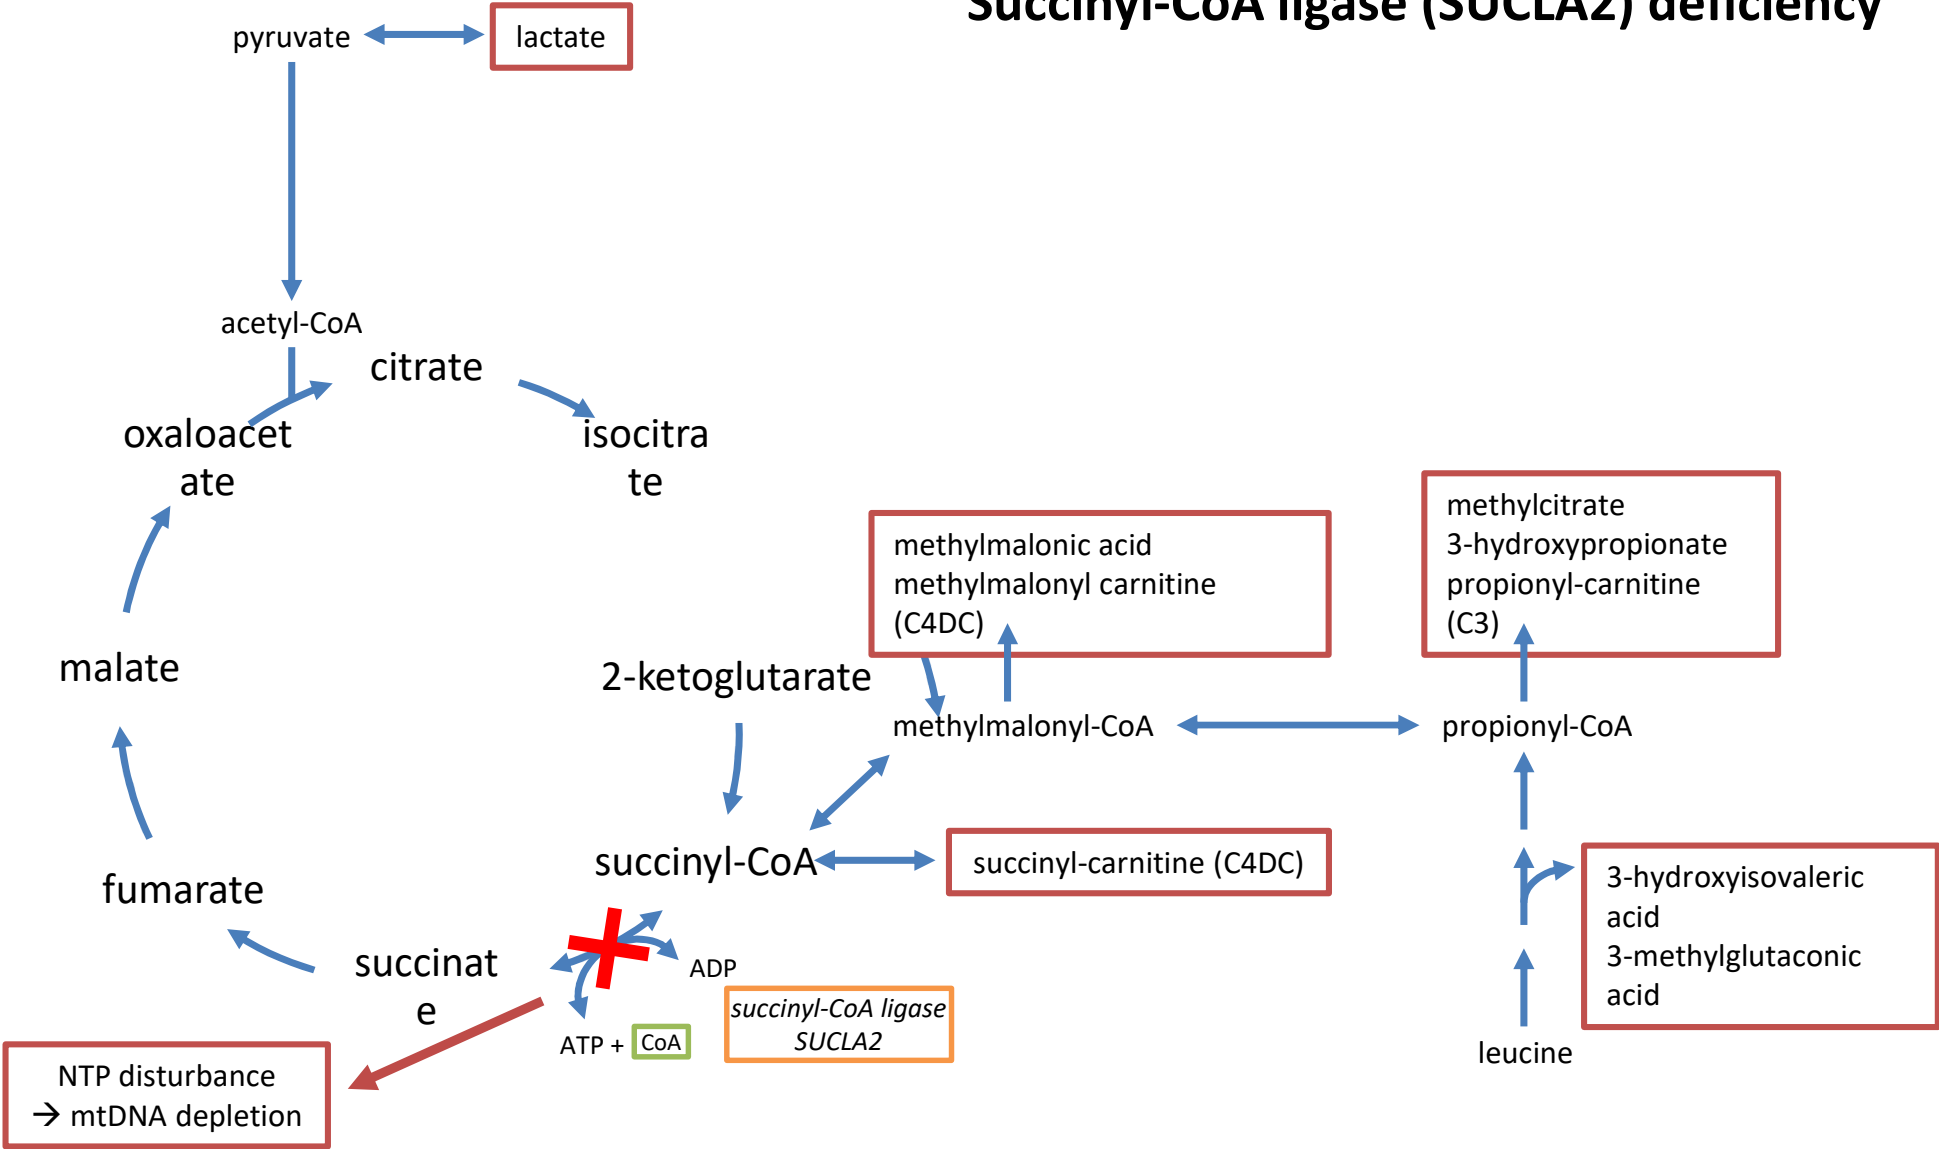 Succinyl-CoA ligase (SUCLA2) deficiency
pyruvate
lactate
acetyl-CoA
citrate
oxaloacet
ate
isocitra
te
methylmalonic acid
methylmalonyl carnitine
(C4DC)
methylcitrate
3-hydroxypropionate
propionyl-carnitine
(C3)
malate
2-ketoglutarate
methylmalonyl-CoA
propionyl-CoA
succinyl-CoA
succinyl-carnitine (C4DC)
fumarate
3-hydroxyisovaleric
acid
3-methylglutaconic
acid
succinat
e
ADP
succinyl-CoA ligase
SUCLA2
ATP + CoA
leucine
NTP disturbance
→ mtDNA depletion